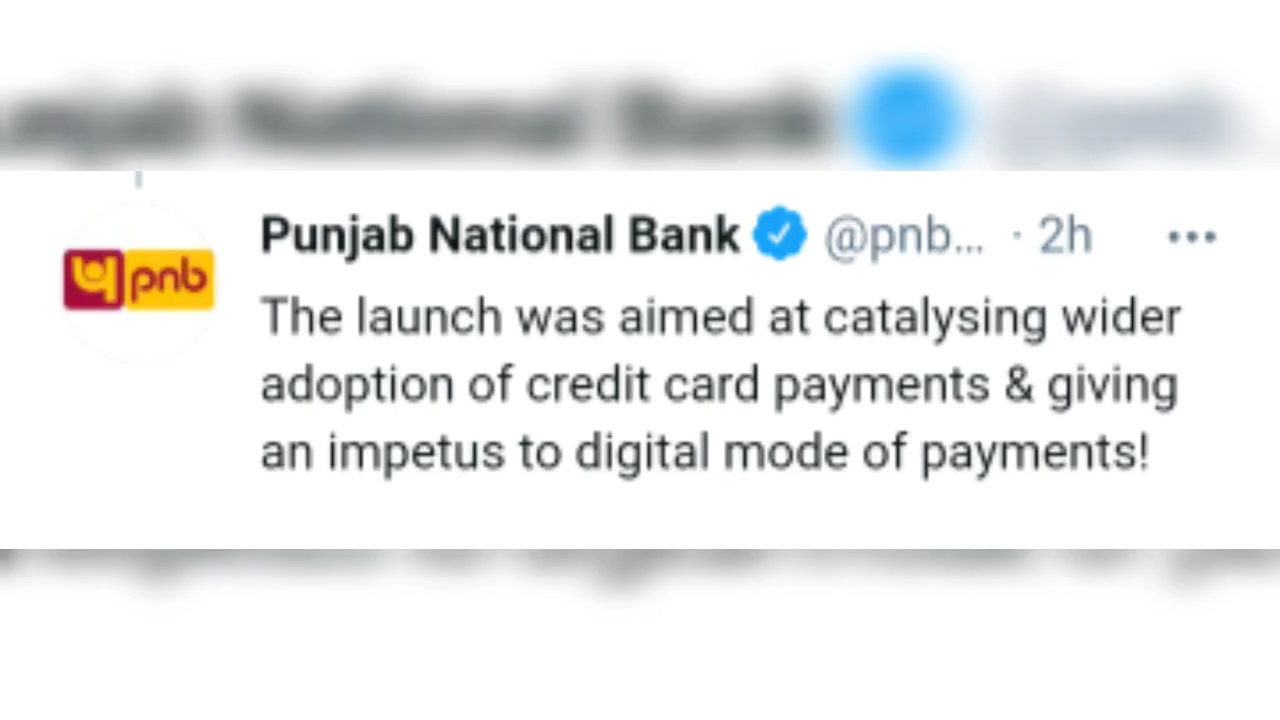 Punjab National Bank @pnb... · 2h
pnb
The launch was aimed at catalysing wider
adoption of credit card payments & giving
an impetus to digital mode of payments!